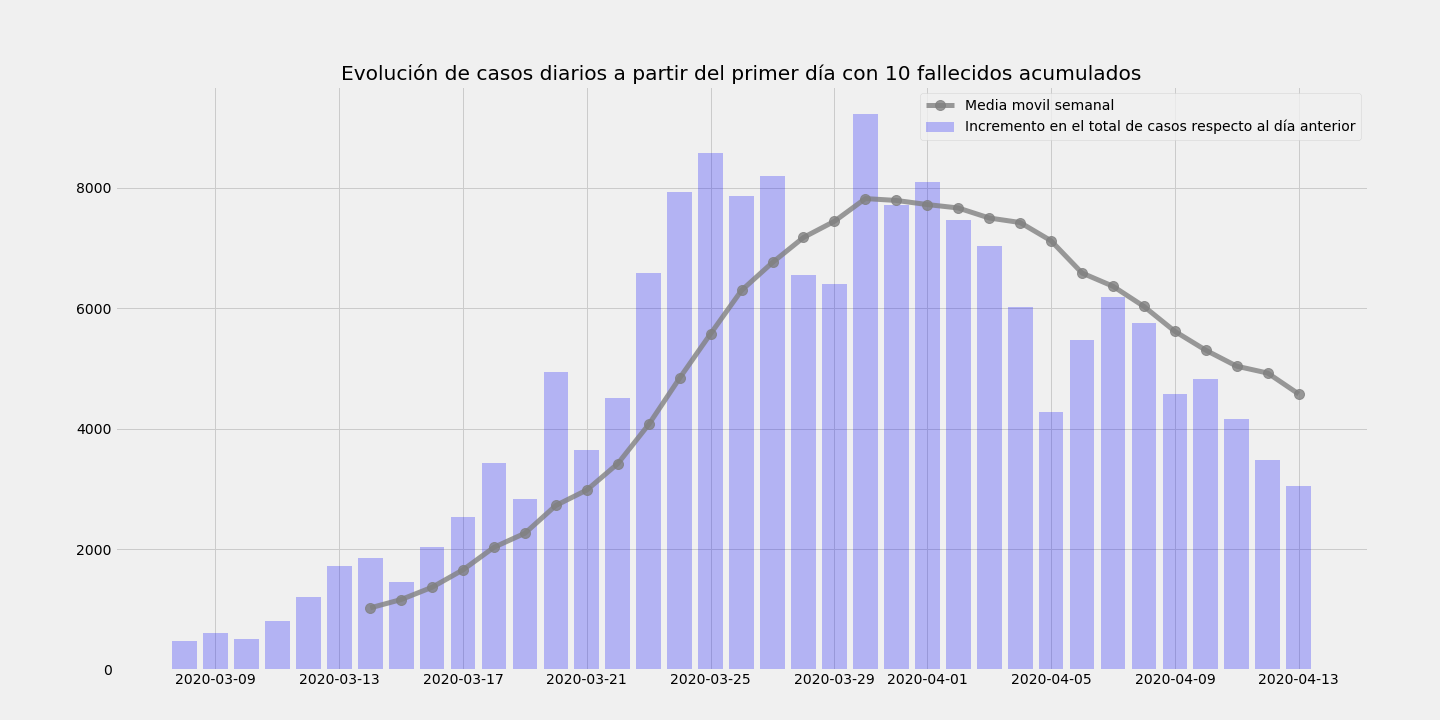 Evolución de casos diarios a partir del primer día con 10 fallecidos acumulados
Media movil semanal
Incremento en el total de casos respecto al día anterior
8000
6000
4000
2000
0
2020-03-09 2020-03-13 2020-03-17 2020-03-21 2020-03-25 2020-03-29 2020-04-01 2020-04-05 2020-04-09 2020-04-13